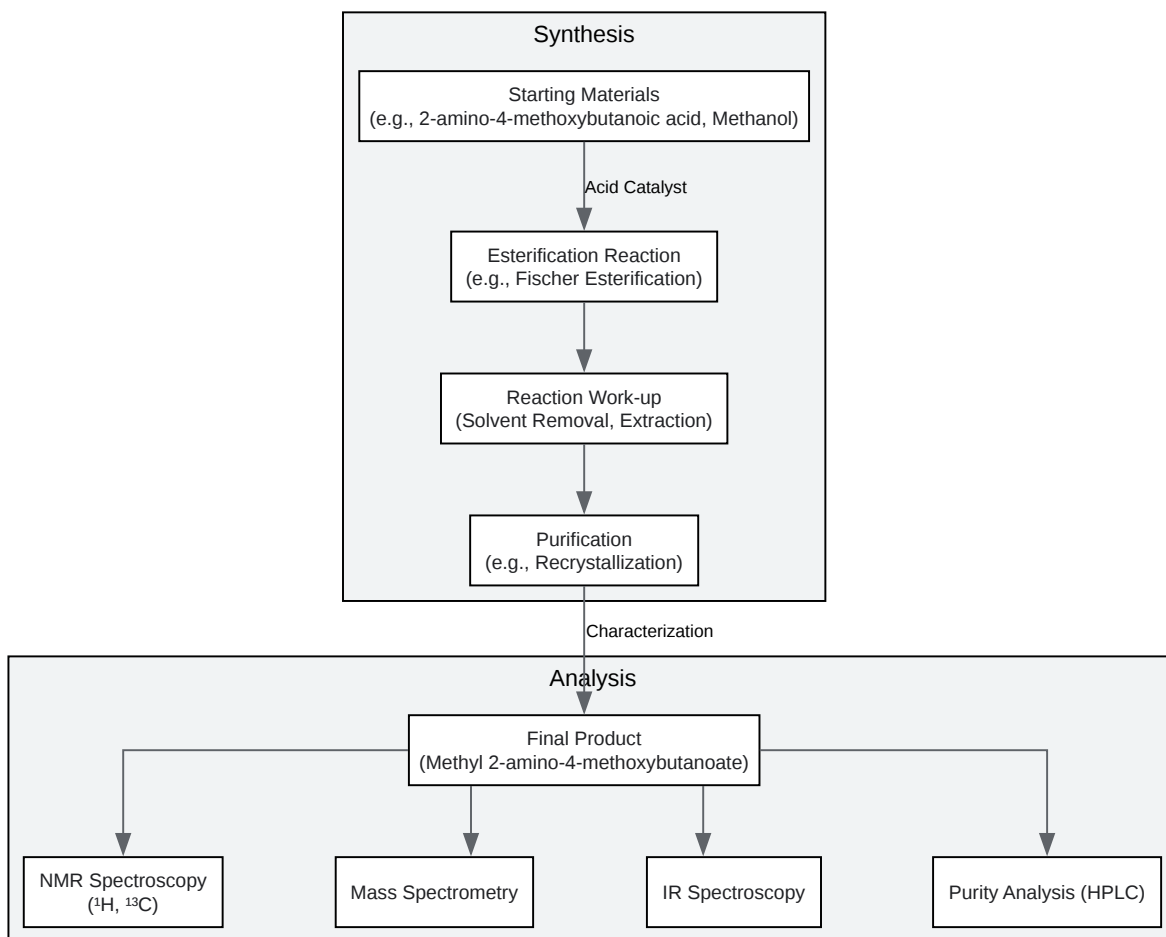 Synthesis
Starting Materials
(e.g., 2-amino-4-methoxybutanoic acid, Methanol)
Acid Catalyst
Esterification Reaction
(e.g., Fischer Esterification)
Reaction Work-up
(Solvent Removal, Extraction)
Purification
(e.g., Recrystallization)
Characterization
Analysis
Final Product
(Methyl 2-amino-4-methoxybutanoate)
NMR Spectroscopy
(¹H, ¹³C)
Mass Spectrometry
IR Spectroscopy
Purity Analysis (HPLC)